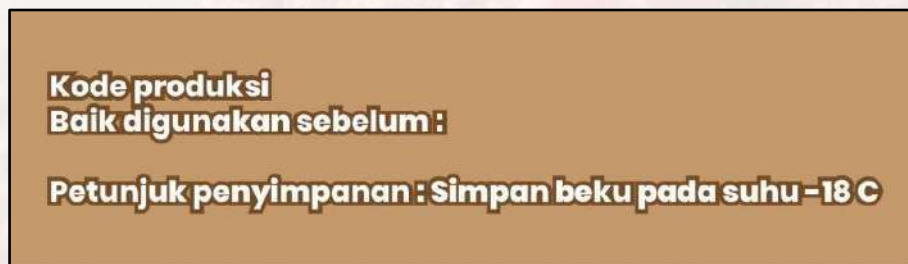 Kode produksi
Baik digunakan sebelum :
Petunjuk penyimpanan : Simpan beku pada suhu -18 C